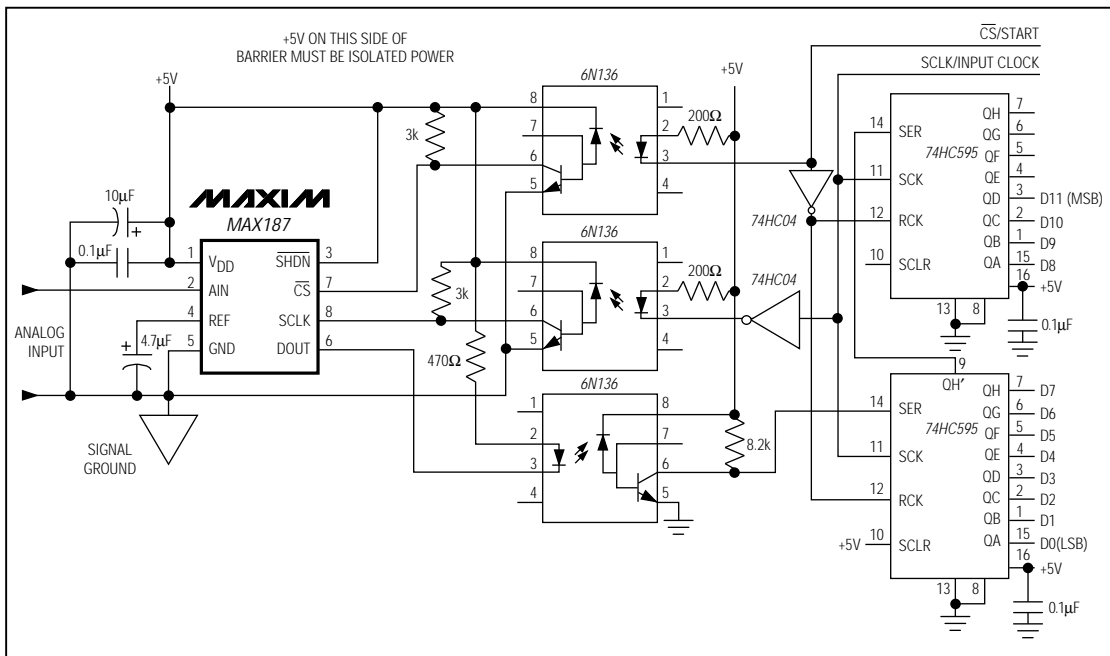 +5V ON THIS SIDE OF
BARRIER MUST BE ISOLATED POWER
CS/START
SCLK/INPUT CLOCK
+5V
3k
10µF
+
0.1µF
MAXIM
MAX187
1 VDD
2 AIN
4 REF
5 GND
SHDN 3
CS 7
SCLK 8
DOUT 6
ANALOG
INPUT
+
4.7µF
SIGNAL
GROUND
3k
470Ω
6N136
8
7
6
5
1
2
3
4
200Ω
+5V
6N136
8
7
6
5
1
2
3
4
200Ω
6N136
1
2
3
4
8
7
6
5
8.2k
74HC04
74HC04
74HC595
14 SER
11 SCK
12 RCK
10 SCLR
QH 7
QG 6
QF 5
QE 4
QD 3 D11 (MSB)
QC 2 D10
QB 1 D9
QA 15 D8
16
+5V
13 8
0.1µF
9
QH'
74HC595
14 SER
11 SCK
12 RCK
+5V 10 SCLR
QH 7 D7
QG 6 D6
QF 5 D5
QE 4 D4
QD 3 D3
QC 2 D2
QB 1 D1
QA 15 D0(LSB)
16
+5V
13 8
0.1µF